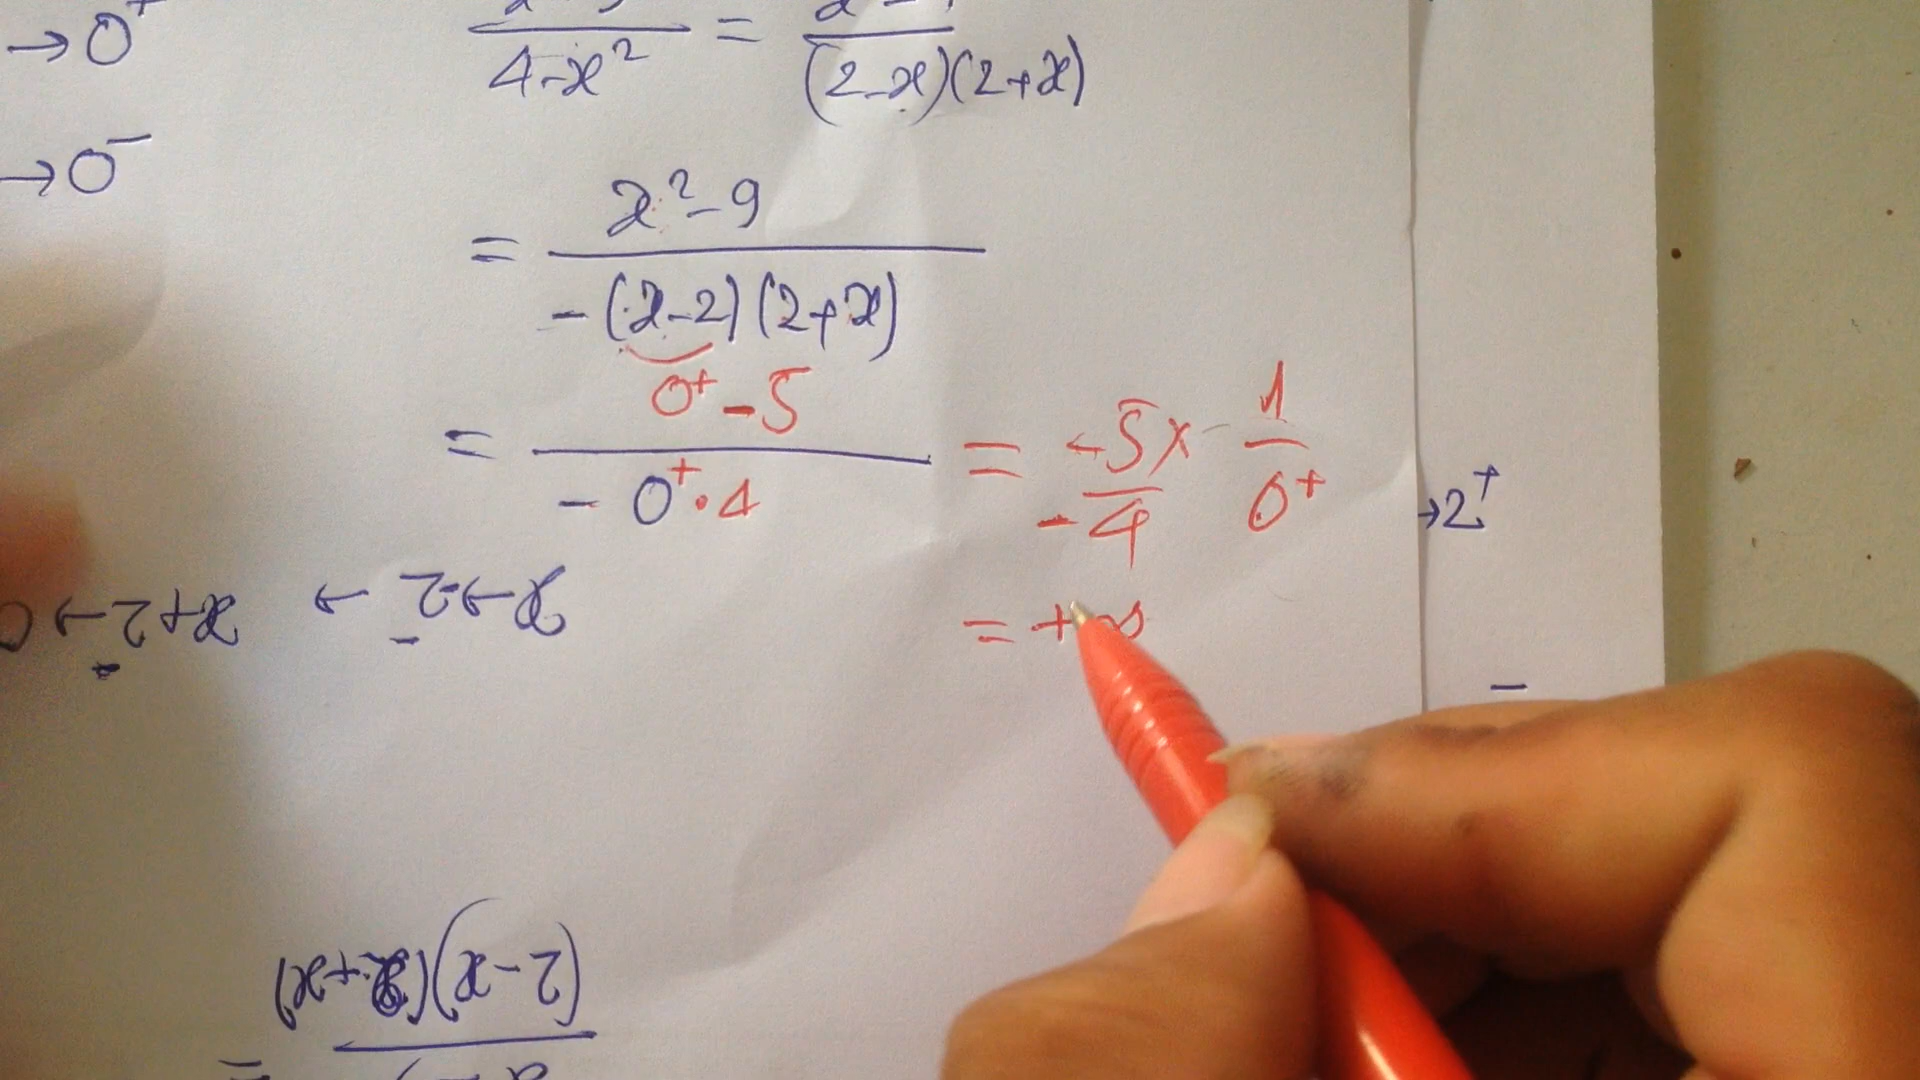 →0⁺
4-x² = (2-x)(2+x)
→0⁻
= x²-9 / -(x-2)(2+x)
0⁺
= -5 / -0⁺·4 = -5/-4 × 1/0⁺
→2⁺
x→-2 → x+2→0
= +∞
-
(2-x)(2+x)
=